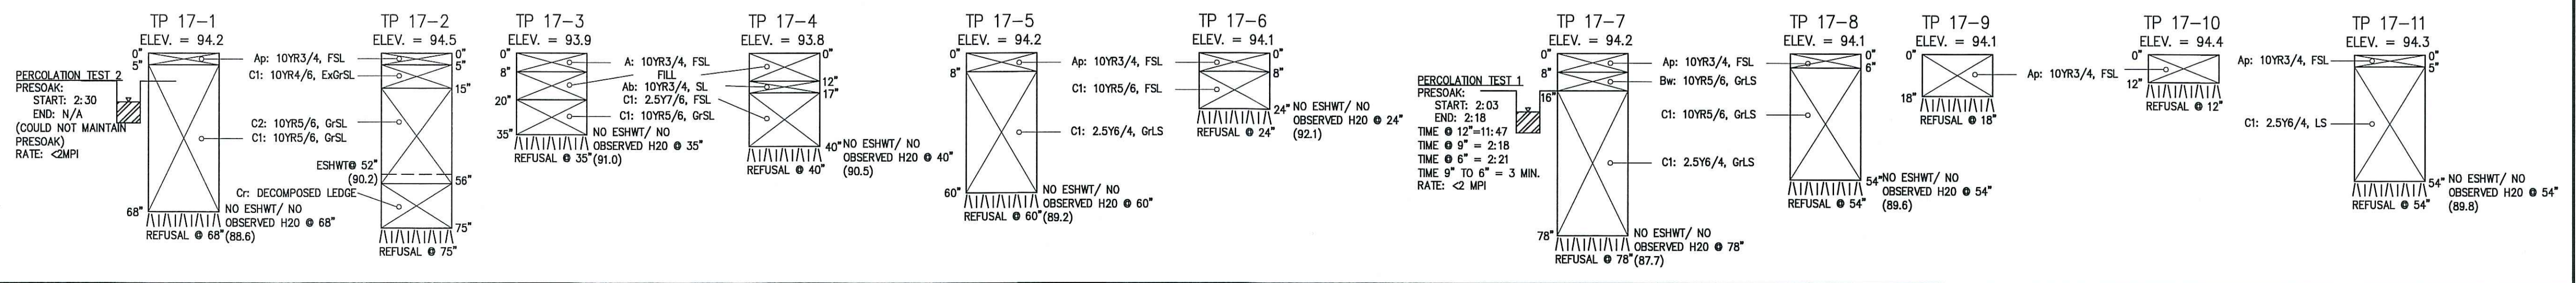 TP 17-1
ELEV. = 94.2
0"
5"
PERCOLATION TEST 2
PRESOAK:
START: 2:30
END: N/A
(COULD NOT MAINTAIN
PRESOAK)
RATE: <2MPI
68"
NO ESHWT/ NO
OBSERVED H20 @ 68"
REFUSAL @ 68" (88.6)
Ap: 10YR3/4, FSL
C1: 10YR4/6, ExGrSL
C2: 10YR5/6, GrSL
C1: 10YR5/6, GrSL
ESHWT@ 52"
(90.2)
Cr: DECOMPOSED LEDGE
TP 17-2
ELEV. = 94.5
0"
5"
15"
56"
75"
REFUSAL @ 75"
TP 17-3
ELEV. = 93.9
0"
8"
20"
35"
NO ESHWT/ NO
OBSERVED H20 @ 35"
REFUSAL @ 35" (91.0)
A: 10YR3/4, FSL
FILL
Ab: 10YR3/4, SL
C1: 2.5Y7/6, FSL
C1: 10YR5/6, GrSL
TP 17-4
ELEV. = 93.8
0"
12"
17"
40"
NO ESHWT/ NO
OBSERVED H20 @ 40"
(90.5)
REFUSAL @ 40"
TP 17-5
ELEV. = 94.2
0"
8"
60"
NO ESHWT/ NO
OBSERVED H20 @ 60"
REFUSAL @ 60" (89.2)
Ap: 10YR3/4, FSL
C1: 10YR5/6, FSL
C1: 2.5Y6/4, GrLS
TP 17-6
ELEV. = 94.1
0"
8"
24"
NO ESHWT/ NO
OBSERVED H20 @ 24"
(92.1)
REFUSAL @ 24"
TP 17-7
ELEV. = 94.2
0"
8"
16"
PERCOLATION TEST 1
PRESOAK:
START: 2:03
END: 2:18
TIME @ 12"=11:47
TIME @ 9" = 2:18
TIME @ 6" = 2:21
TIME 9" TO 6" = 3 MIN.
RATE: <2 MPI
78"
NO ESHWT/ NO
OBSERVED H20 @ 78"
REFUSAL @ 78" (87.7)
Ap: 10YR3/4, FSL
Bw: 10YR5/6, GrLS
C1: 10YR5/6, GrLS
C1: 2.5Y6/4, GrLS
TP 17-8
ELEV. = 94.1
0"
6"
54"
NO ESHWT/ NO
OBSERVED H20 @ 54"
(89.6)
REFUSAL @ 54"
TP 17-9
ELEV. = 94.1
0"
18"
REFUSAL @ 18"
Ap: 10YR3/4, FSL
TP 17-10
ELEV. = 94.4
0"
12"
REFUSAL @ 12"
TP 17-11
ELEV. = 94.3
0"
5"
Ap: 10YR3/4, FSL
C1: 2.5Y6/4, LS
54"
NO ESHWT/ NO
OBSERVED H20 @ 54"
(89.8)
REFUSAL @ 54"